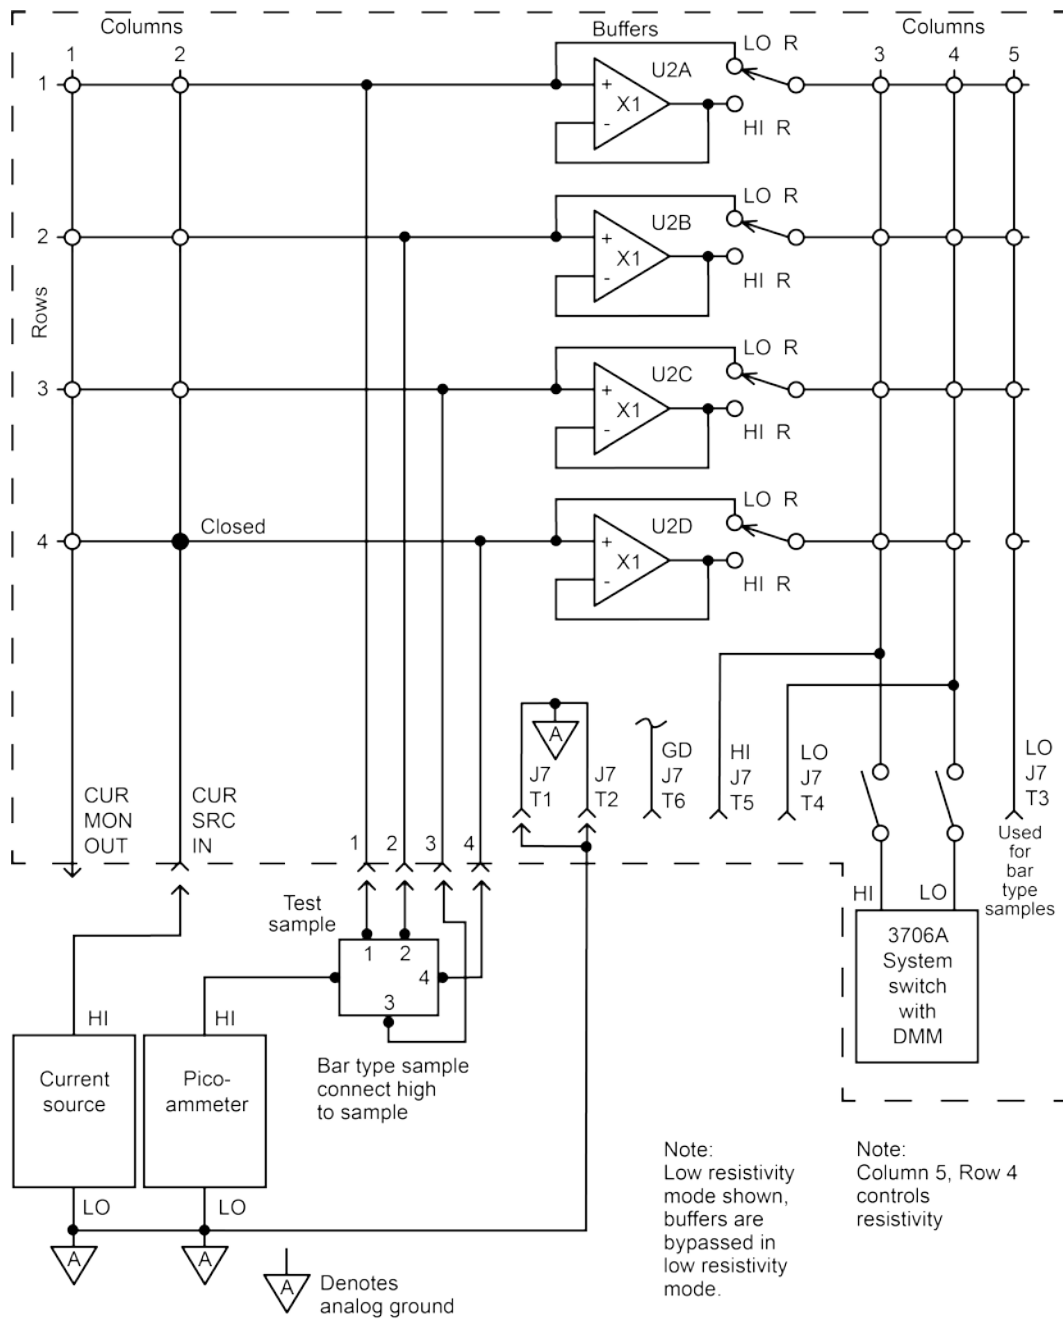 Columns
Buffers
Columns
1
2
3
4
5
LO R
U2A
1
+
X1
-
HI R
LO R
U2B
2
+
X1
-
HI R
Rows
LO R
U2C
3
+
X1
-
HI R
LO R
U2D
Closed
4
+
X1
-
HI R
A
CUR
MON
OUT
CUR
SRC
IN
1
2
3
4
J7
T1
J7
T2
GD
J7
T6
HI
J7
T5
LO
J7
T4
LO
J7
T3
Used
for
bar
type
samples
HI
LO
3706A
System
switch
with
DMM
Test
sample
1
2
4
3
HI
HI
Current
source
Pico-
ammeter
Bar type sample
connect high
to sample
LO
LO
A
A
A
Denotes
analog ground
Note:
Low resistivity
mode shown,
buffers are
bypassed in
low resistivity
mode.
Note:
Column 5, Row 4
controls
resistivity